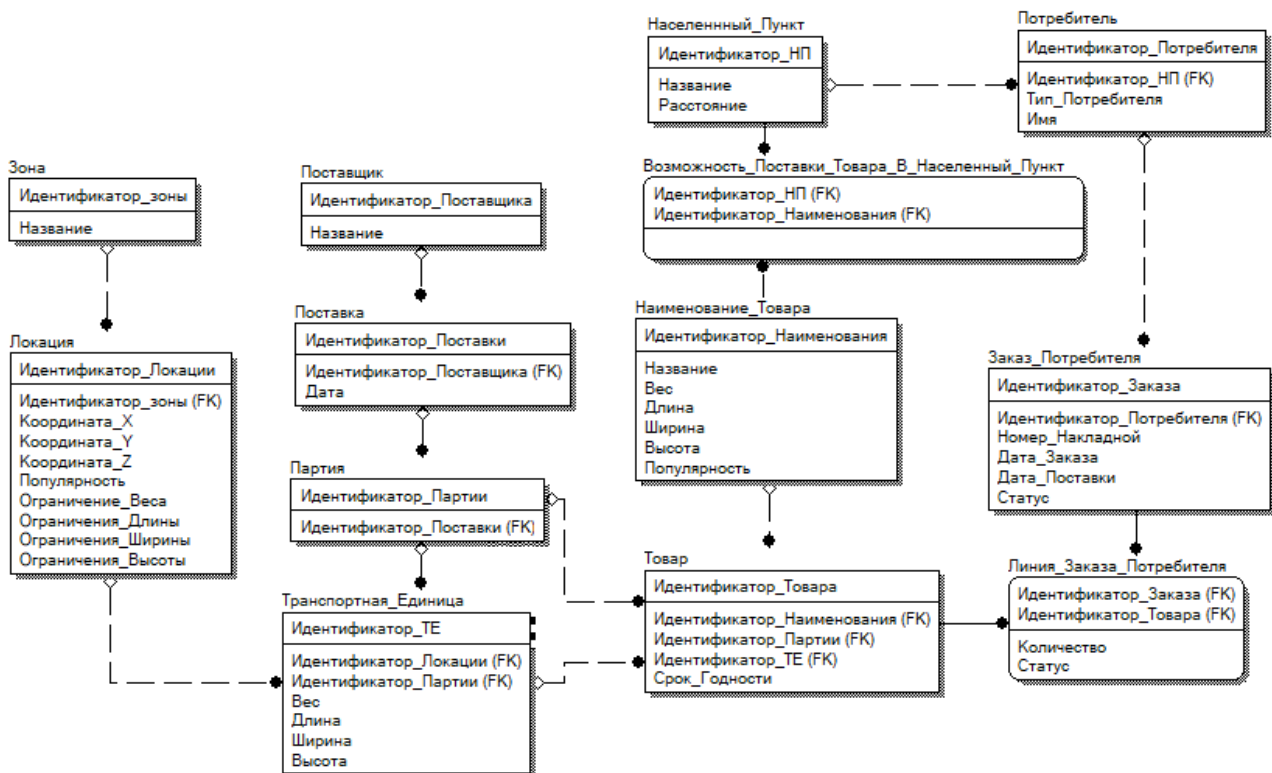 Населеннный_Пункт
Идентификатор_НП
Название
Расстояние
Потребитель
Идентификатор_Потребителя
Идентификатор_НП (FK)
Тип_Потребителя
Имя
Зона
Идентификатор_зоны
Название
Поставщик
Идентификатор_Поставщика
Название
Возможность_Поставки_Товара_В_Населенный_Пункт
Идентификатор_НП (FK)
Идентификатор_Наименования (FK)
Локация
Идентификатор_Локации
Идентификатор_зоны (FK)
Координата_X
Координата_Y
Координата_Z
Популярность
Ограничение_Веса
Ограничения_Длины
Ограничения_Ширины
Ограничения_Высоты
Поставка
Идентификатор_Поставки
Идентификатор_Поставщика (FK)
Дата
Наименование_Товара
Идентификатор_Наименования
Название
Вес
Длина
Ширина
Высота
Популярность
Заказ_Потребителя
Идентификатор_Заказа
Идентификатор_Потребителя (FK)
Номер_Накладной
Дата_Заказа
Дата_Поставки
Статус
Партия
Идентификатор_Партии
Идентификатор_Поставки (FK)
Транспортная_Единица
Идентификатор_ТЕ
Идентификатор_Локации (FK)
Идентификатор_Партии (FK)
Вес
Длина
Ширина
Высота
Товар
Идентификатор_Товара
Идентификатор_Наименования (FK)
Идентификатор_Партии (FK)
Идентификатор_ТЕ (FK)
Срок_Годности
Линия_Заказа_Потребителя
Идентификатор_Заказа (FK)
Идентификатор_Товара (FK)
Количество
Статус